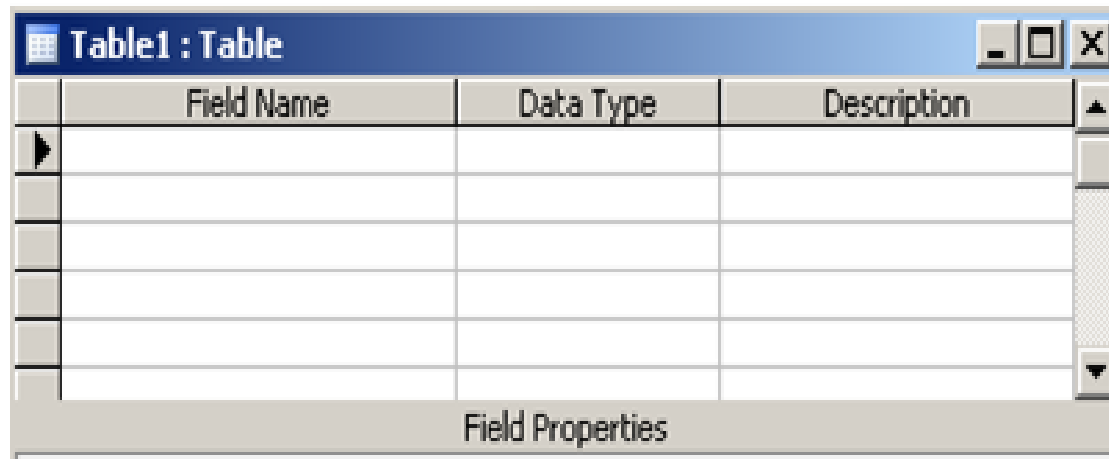 Table1 : Table
Field Name Data Type Description
Field Properties